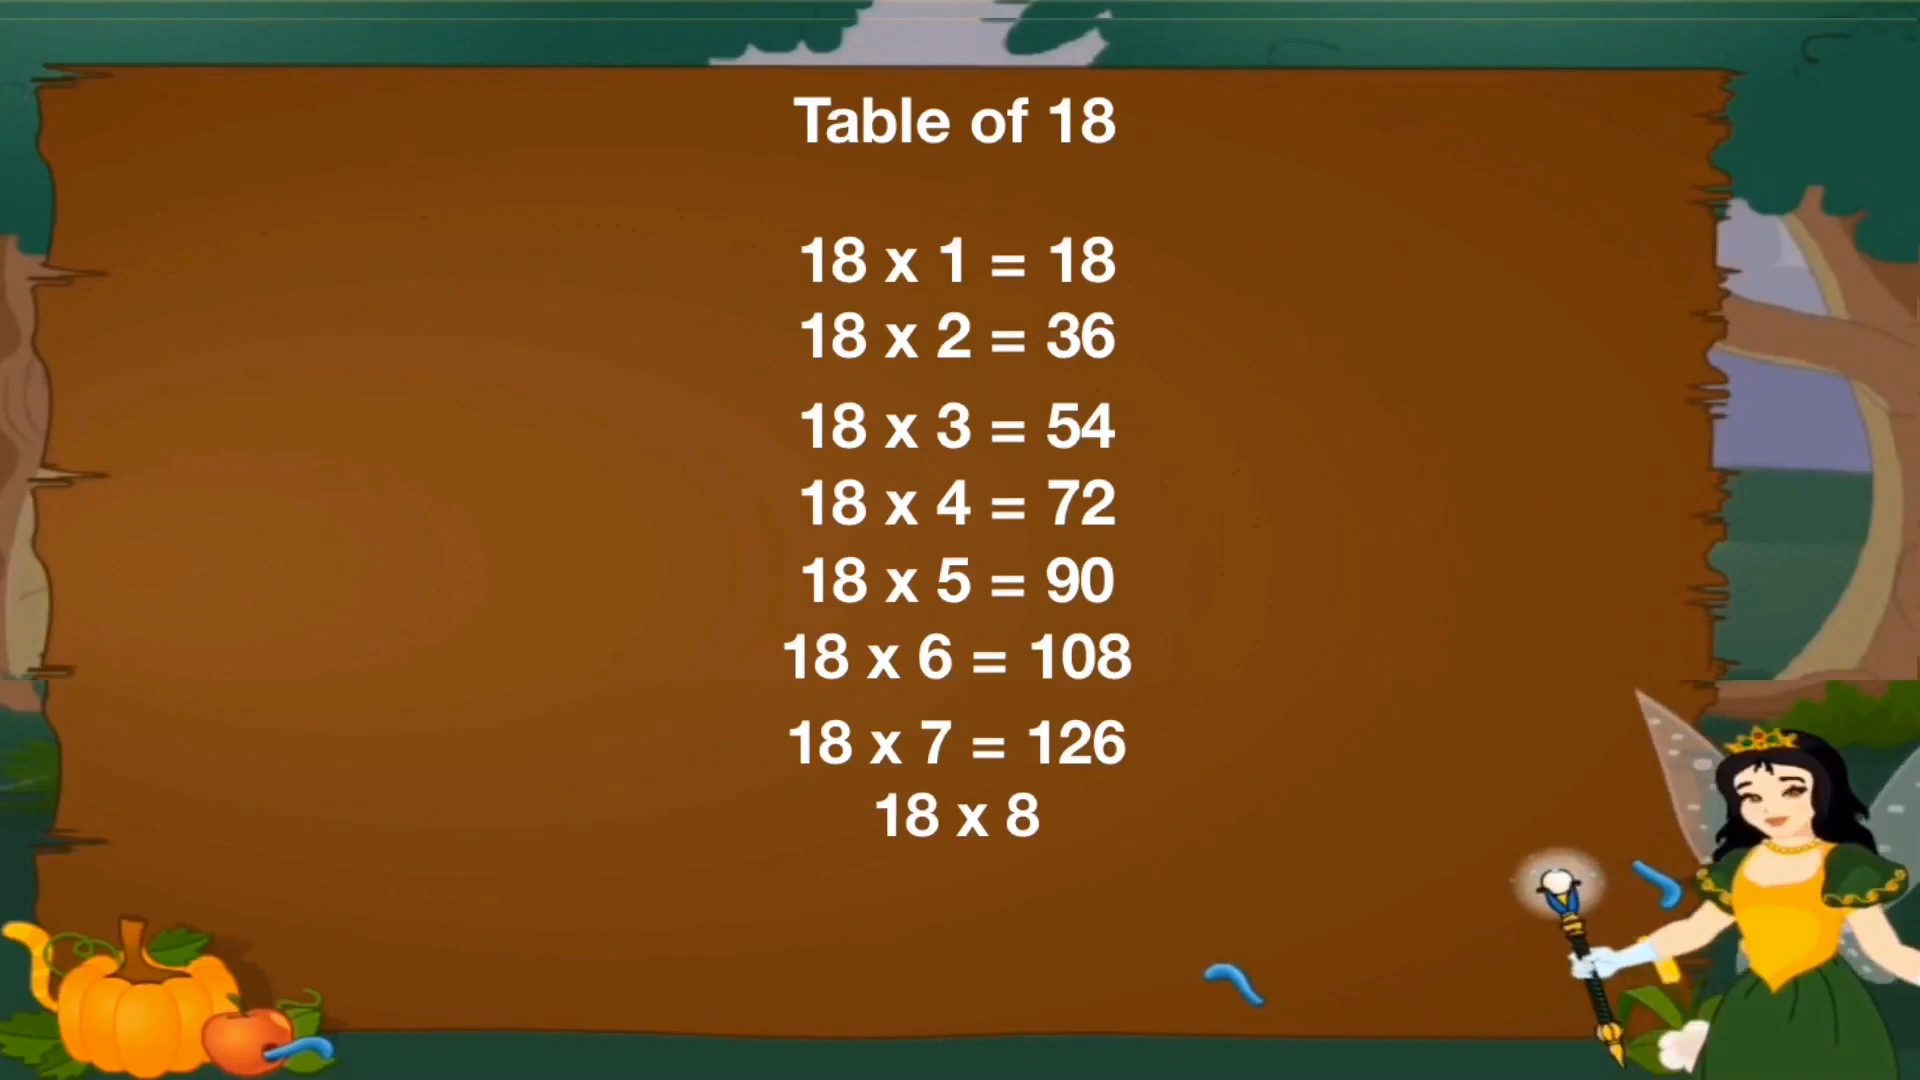 Table of 18
18 x 1 = 18
18 x 2 = 36
18 x 3 = 54
18 x 4 = 72
18 x 5 = 90
18 x 6 = 108
18 x 7 = 126
18 x 8